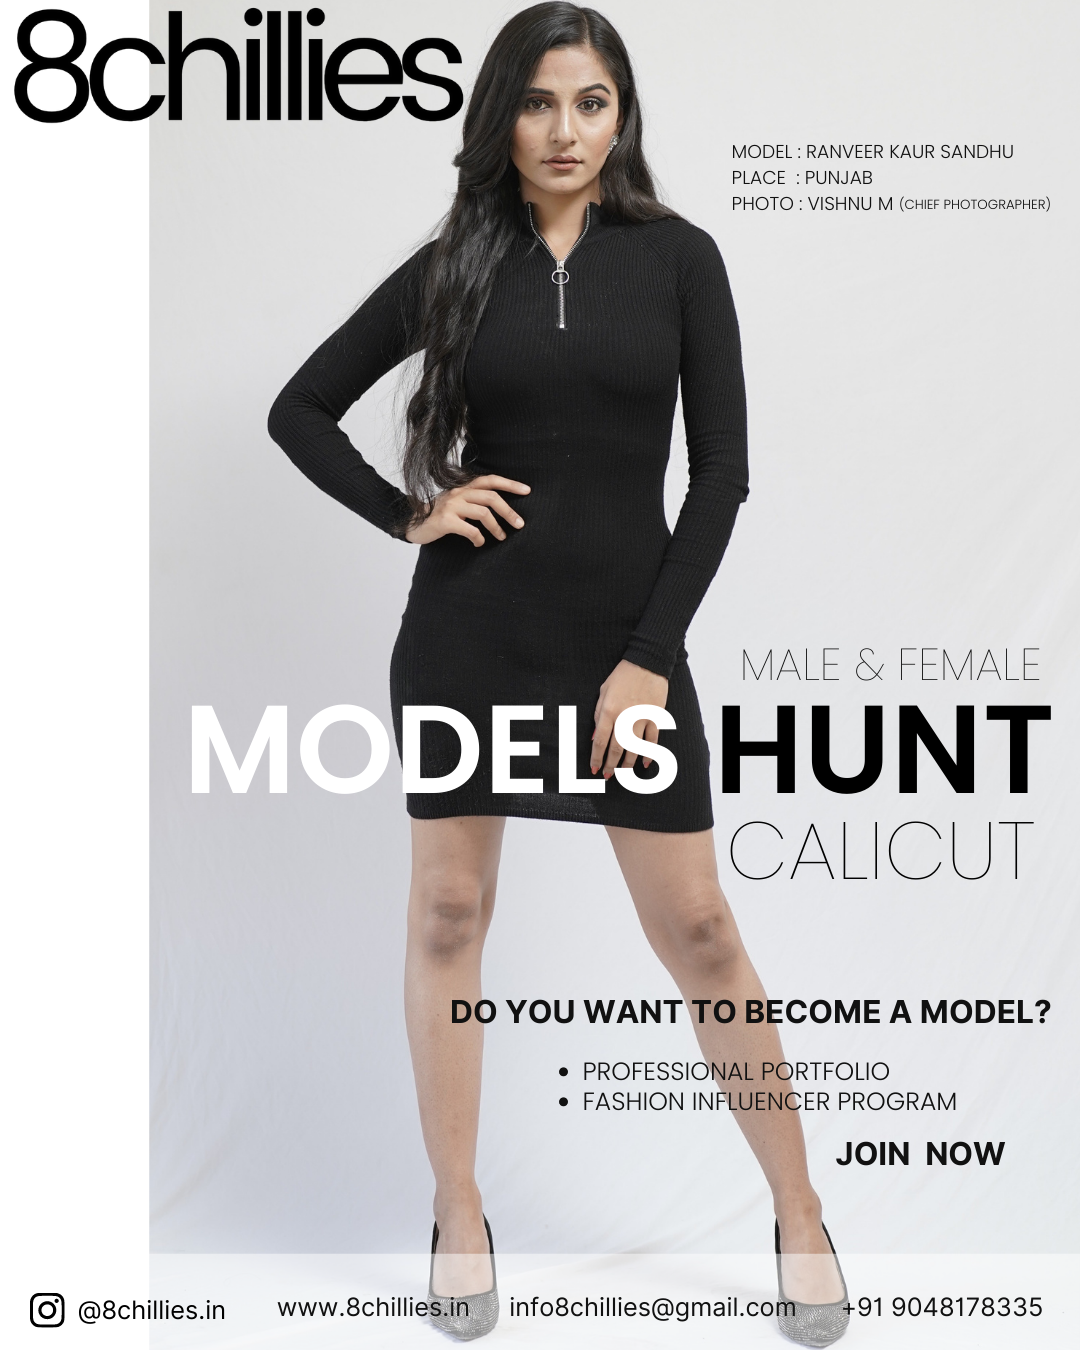 8chillies
MODEL : RANVEER KAUR SANDHU
PLACE : PUNJAB
PHOTO : VISHNU M (CHIEF PHOTOGRAPHER)
MALE & FEMALE
MODELS HUNT
CALICUT
DO YOU WANT TO BECOME A MODEL?
• PROFESSIONAL PORTFOLIO
• FASHION INFLUENCER PROGRAM
JOIN NOW
@8chillies.in www.8chillies.in info8chillies@gmail.com +91 9048178335